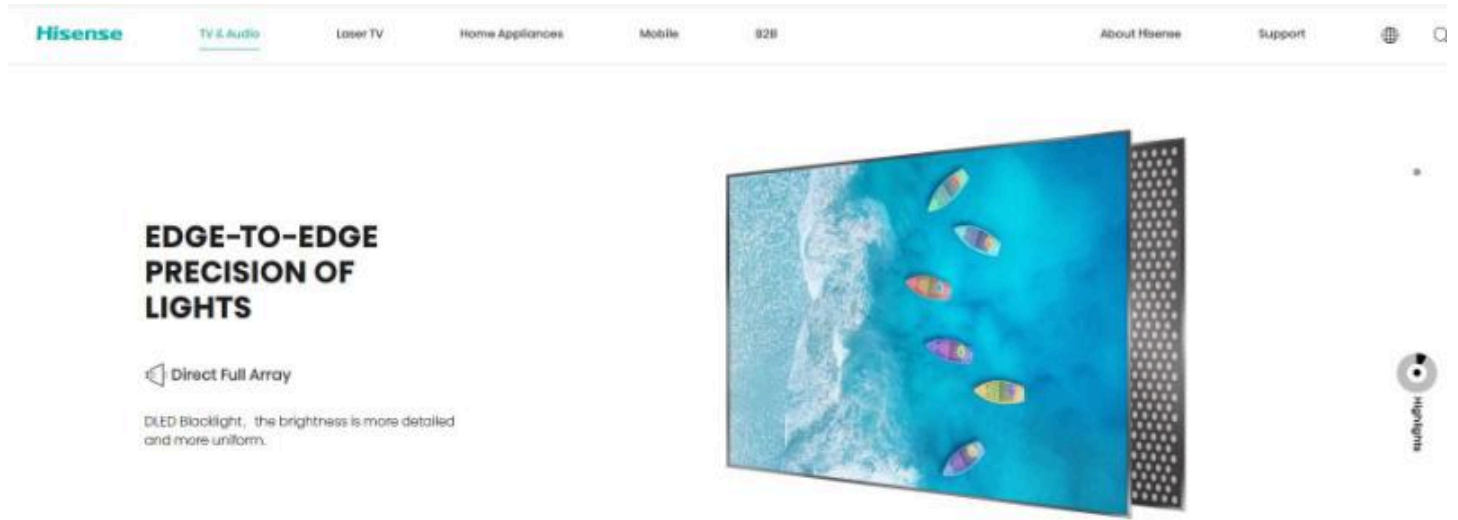 Hisense
TV & Audio
Laser TV
Home Appliances
Mobile
B2B
About Hisense
Support
EDGE-TO-EDGE
PRECISION OF
LIGHTS
Direct Full Array
DLED Blacklight, the brightness is more detailed
and more uniform.
Highlights